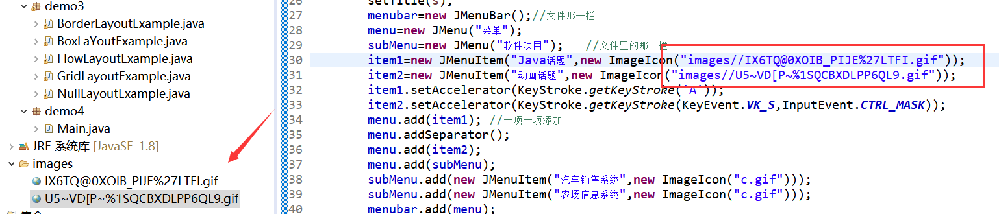 demo3
BorderLayoutExample.java
BoxLaYoutExample.java
FlowLayoutExample.java
GridLayoutExample.java
NullLayoutExample.java
demo4
Main.java
JRE 系统库 [JavaSE-1.8]
images
IX6TQ@0XOIB_PIJE%27LTFI.gif
U5~VD[P~%1SQCBXDLPP6QL9.gif
26 setTitle(s);
27 menubar=new JMenuBar();//文件那一栏
28 menu=new JMenu("菜单");
29 subMenu=new JMenu("软件项目"); //文件里的那一栏
30 item1=new JMenuItem("Java话题",new ImageIcon("images//IX6TQ@0XOIB_PIJE%27LTFI.gif"));
31 item2=new JMenuItem("动画话题",new ImageIcon("images//U5~VD[P~%1SQCBXDLPP6QL9.gif"));
32 item1.setAccelerator(KeyStroke.getKeyStroke('A'));
33 item2.setAccelerator(KeyStroke.getKeyStroke(KeyEvent.VK_S,InputEvent.CTRL_MASK));
34 menu.add(item1); //一项一项添加
35 menu.addSeparator();
36 menu.add(item2);
37 menu.add(subMenu);
38 subMenu.add(new JMenuItem("汽车销售系统",new ImageIcon("c.gif")));
39 subMenu.add(new JMenuItem("农场信息系统",new ImageIcon("c.gif")));
40 menubar.add(menu);